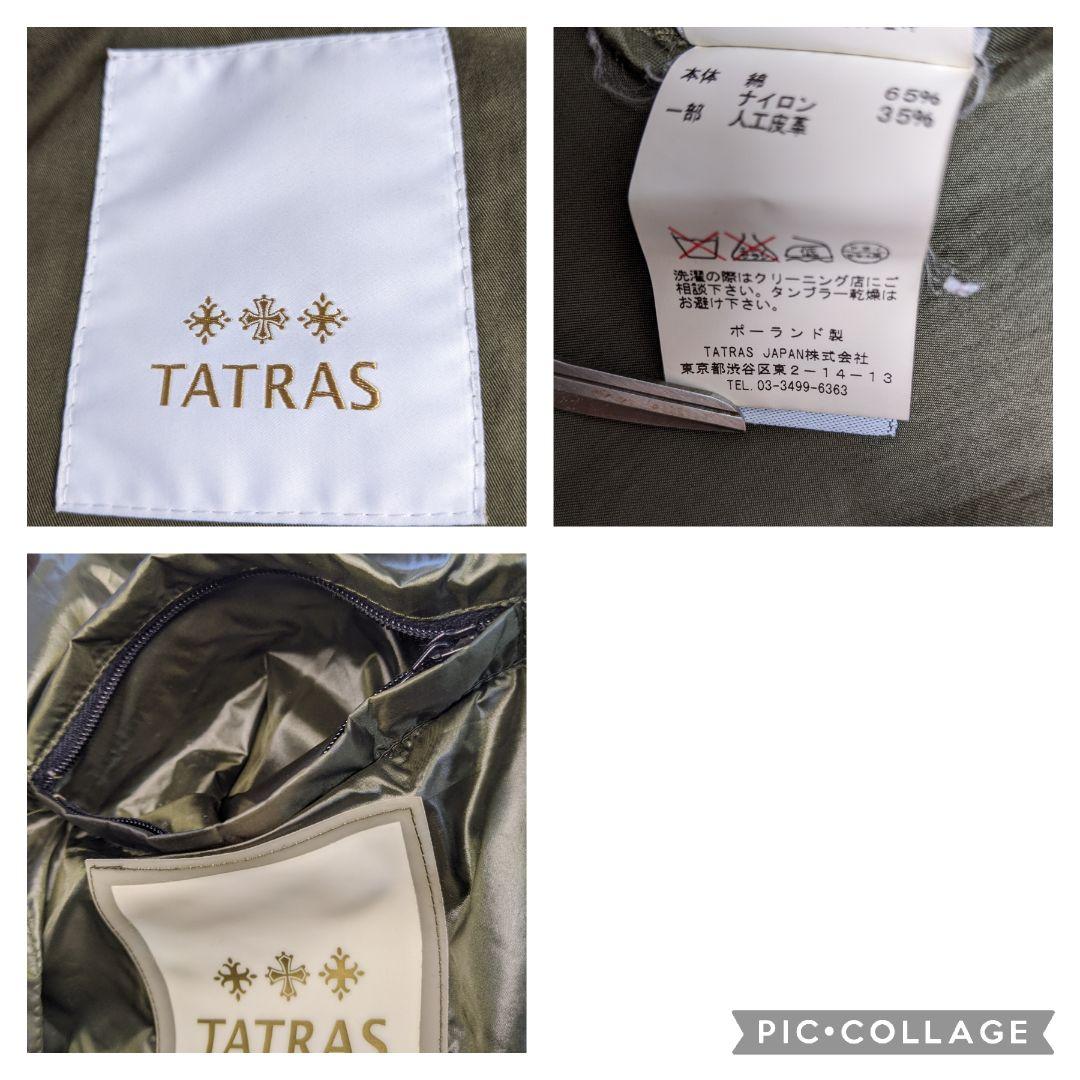 TATRAS
本体 綿 65%
ナイロン 35%
一部 人工皮革
洗濯の際はクリーニング店にご
相談下さい。タンブラー乾燥は
お避け下さい。
ポーランド製
TATRAS JAPAN株式会社
東京都渋谷区東2-14-13
TEL. 03-3499-6363
TATRAS
PIC•COLLAGE